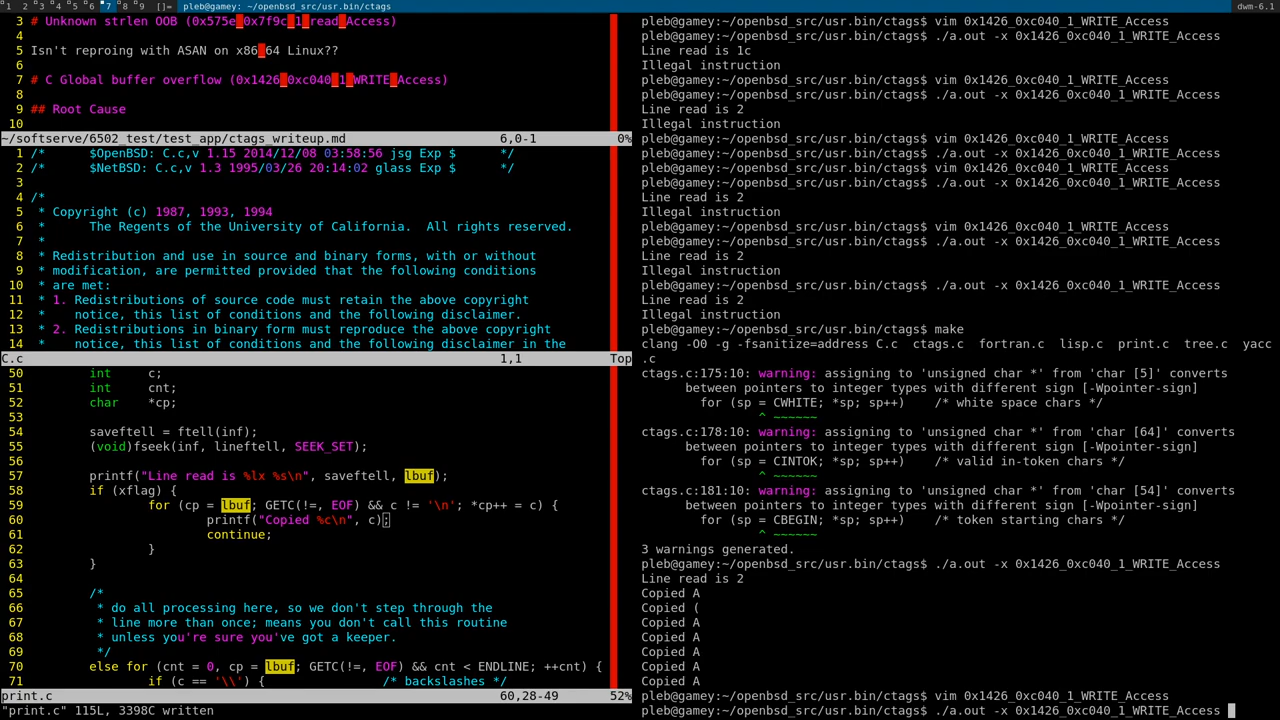 1 2 3 4 5 6 7 8 9 []= pleb@gamey:~/openbsd_src/usr.bin/ctags dwm-6.1
3 # Unknown strlen OOB (0x575e_0x7f9c_1_read_Access)
4
5 Isn't reproing with ASAN on x86_64 Linux??
6
7 # C Global buffer overflow (0x1426_0xc040_1_WRITE_Access)
8
9 ## Root Cause
10
~/softserve/6502_test/test_app/ctags_writeup.md 6,0-1 0%
1 /* $OpenBSD: C.c,v 1.15 2014/12/08 03:58:56 jsg Exp $ */
2 /* $NetBSD: C.c,v 1.3 1995/03/26 20:14:02 glass Exp $ */
3
4 /*
5 * Copyright (c) 1987, 1993, 1994
6 * The Regents of the University of California. All rights reserved.
7 *
8 * Redistribution and use in source and binary forms, with or without
9 * modification, are permitted provided that the following conditions
10 * are met:
11 * 1. Redistributions of source code must retain the above copyright
12 * notice, this list of conditions and the following disclaimer.
13 * 2. Redistributions in binary form must reproduce the above copyright
14 * notice, this list of conditions and the following disclaimer in the
C.c 1,1 Top
50 int c;
51 int cnt;
52 char *cp;
53
54 saveftell = ftell(inf);
55 (void)fseek(inf, lineftell, SEEK_SET);
56
57 printf("Line read is %lx %s\n", saveftell, lbuf);
58 if (xflag) {
59 for (cp = lbuf; GETC(!=, EOF) && c != '\n'; *cp++ = c) {
60 printf("Copied %c\n", c);
61 continue;
62 }
63 }
64
65 /*
66 * do all processing here, so we don't step through the
67 * line more than once; means you don't call this routine
68 * unless you're sure you've got a keeper.
69 */
70 else for (cnt = 0, cp = lbuf; GETC(!=, EOF) && cnt < ENDLINE; ++cnt) {
71 if (c == '\\') { /* backslashes */
print.c 60,28-49 52%
"print.c" 115L, 3398C written
pleb@gamey:~/openbsd_src/usr.bin/ctags$ vim 0x1426_0xc040_1_WRITE_Access
pleb@gamey:~/openbsd_src/usr.bin/ctags$ ./a.out -x 0x1426_0xc040_1_WRITE_Access
Line read is 1c
Illegal instruction
pleb@gamey:~/openbsd_src/usr.bin/ctags$ vim 0x1426_0xc040_1_WRITE_Access
pleb@gamey:~/openbsd_src/usr.bin/ctags$ ./a.out -x 0x1426_0xc040_1_WRITE_Access
Line read is 2
Illegal instruction
pleb@gamey:~/openbsd_src/usr.bin/ctags$ vim 0x1426_0xc040_1_WRITE_Access
pleb@gamey:~/openbsd_src/usr.bin/ctags$ ./a.out -x 0x1426_0xc040_1_WRITE_Access
pleb@gamey:~/openbsd_src/usr.bin/ctags$ vim 0x1426_0xc040_1_WRITE_Access
pleb@gamey:~/openbsd_src/usr.bin/ctags$ ./a.out -x 0x1426_0xc040_1_WRITE_Access
Line read is 2
Illegal instruction
pleb@gamey:~/openbsd_src/usr.bin/ctags$ vim 0x1426_0xc040_1_WRITE_Access
pleb@gamey:~/openbsd_src/usr.bin/ctags$ ./a.out -x 0x1426_0xc040_1_WRITE_Access
Line read is 2
Illegal instruction
pleb@gamey:~/openbsd_src/usr.bin/ctags$ ./a.out -x 0x1426_0xc040_1_WRITE_Access
Line read is 2
Illegal instruction
pleb@gamey:~/openbsd_src/usr.bin/ctags$ make
clang -O0 -g -fsanitize=address C.c ctags.c fortran.c lisp.c print.c tree.c yacc
.c
ctags.c:175:10: warning: assigning to 'unsigned char *' from 'char [5]' converts
between pointers to integer types with different sign [-Wpointer-sign]
for (sp = CWHITE; *sp; sp++) /* white space chars */
^ ~~~~~~
ctags.c:178:10: warning: assigning to 'unsigned char *' from 'char [64]' converts
between pointers to integer types with different sign [-Wpointer-sign]
for (sp = CINTOK; *sp; sp++) /* valid in-token chars */
^ ~~~~~~
ctags.c:181:10: warning: assigning to 'unsigned char *' from 'char [54]' converts
between pointers to integer types with different sign [-Wpointer-sign]
for (sp = CBEGIN; *sp; sp++) /* token starting chars */
^ ~~~~~~
3 warnings generated.
pleb@gamey:~/openbsd_src/usr.bin/ctags$ ./a.out -x 0x1426_0xc040_1_WRITE_Access
Line read is 2
Copied A
Copied (
Copied A
Copied A
Copied A
Copied A
Copied A
pleb@gamey:~/openbsd_src/usr.bin/ctags$ vim 0x1426_0xc040_1_WRITE_Access
pleb@gamey:~/openbsd_src/usr.bin/ctags$ ./a.out -x 0x1426_0xc040_1_WRITE_Access